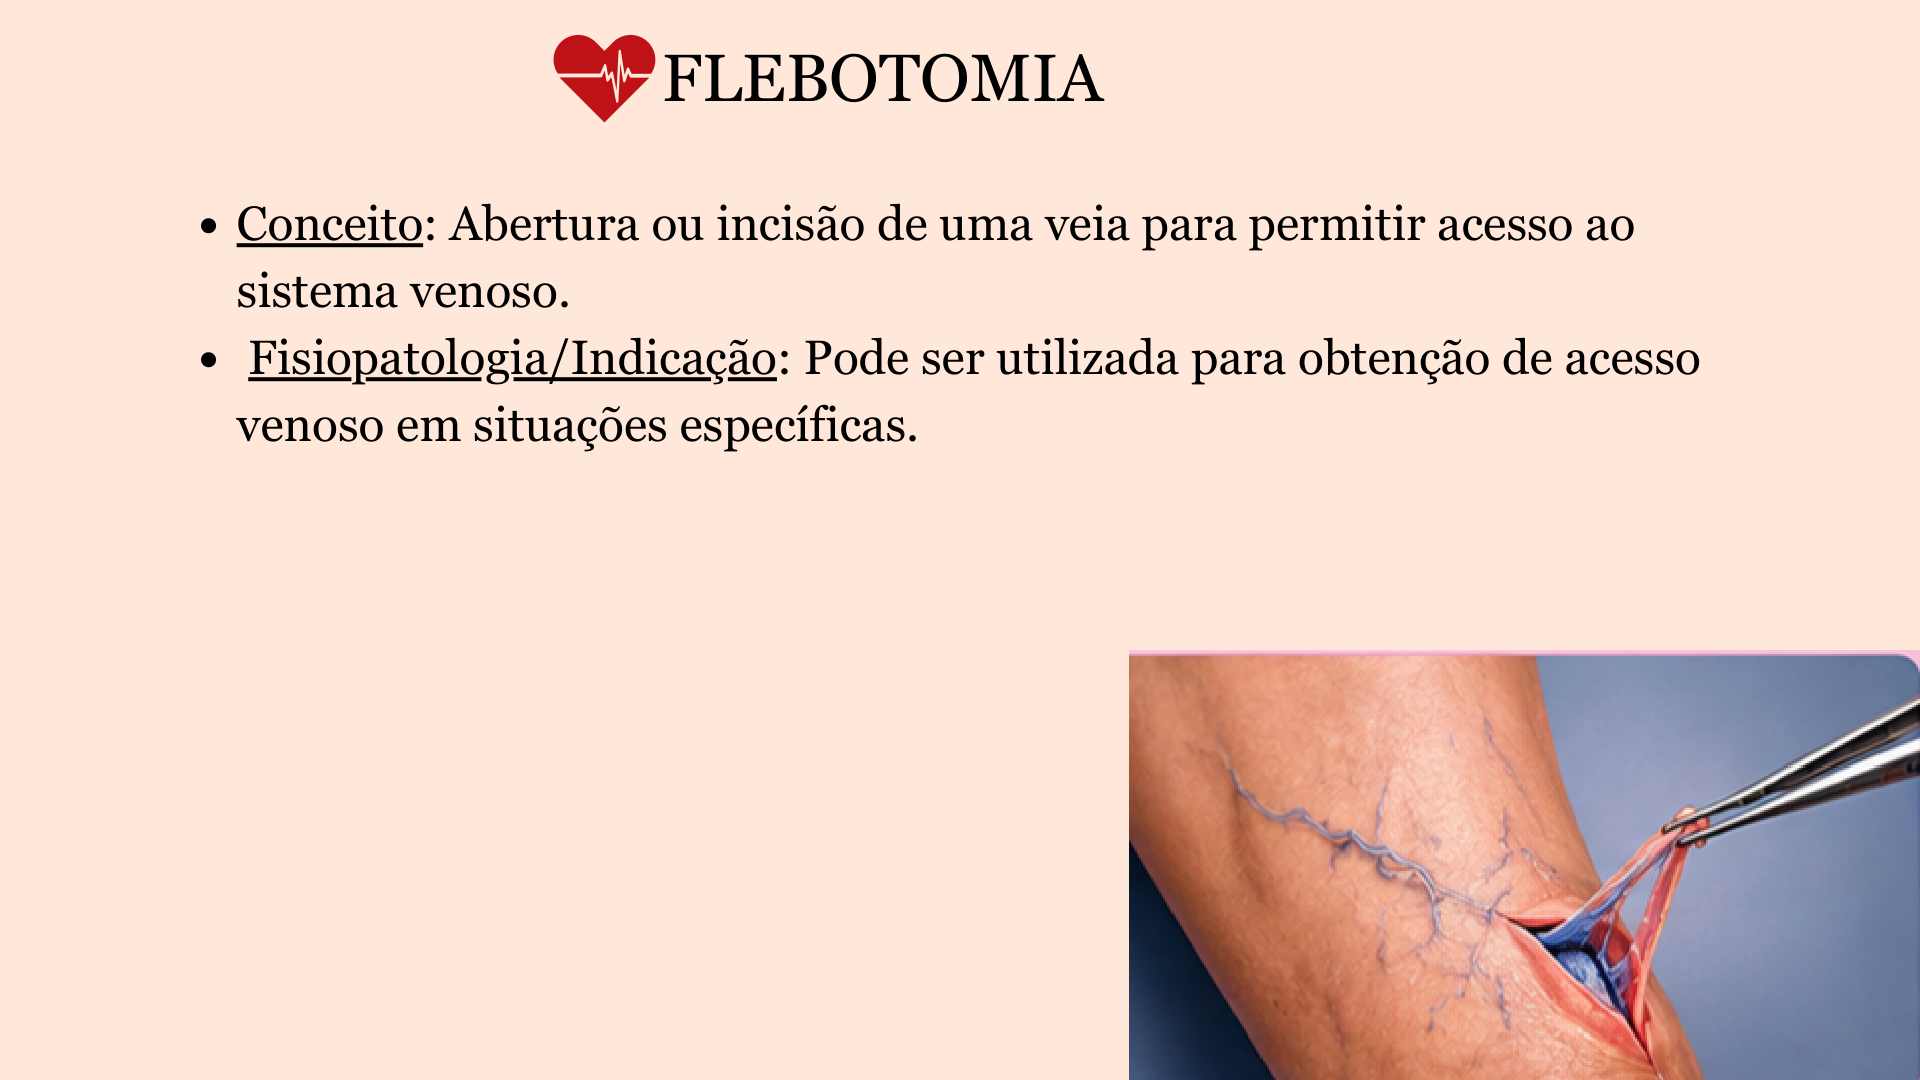 FLEBOTOMIA
• Conceito: Abertura ou incisão de uma veia para permitir acesso ao
sistema venoso.
• Fisiopatologia/Indicação: Pode ser utilizada para obtenção de acesso
venoso em situações específicas.